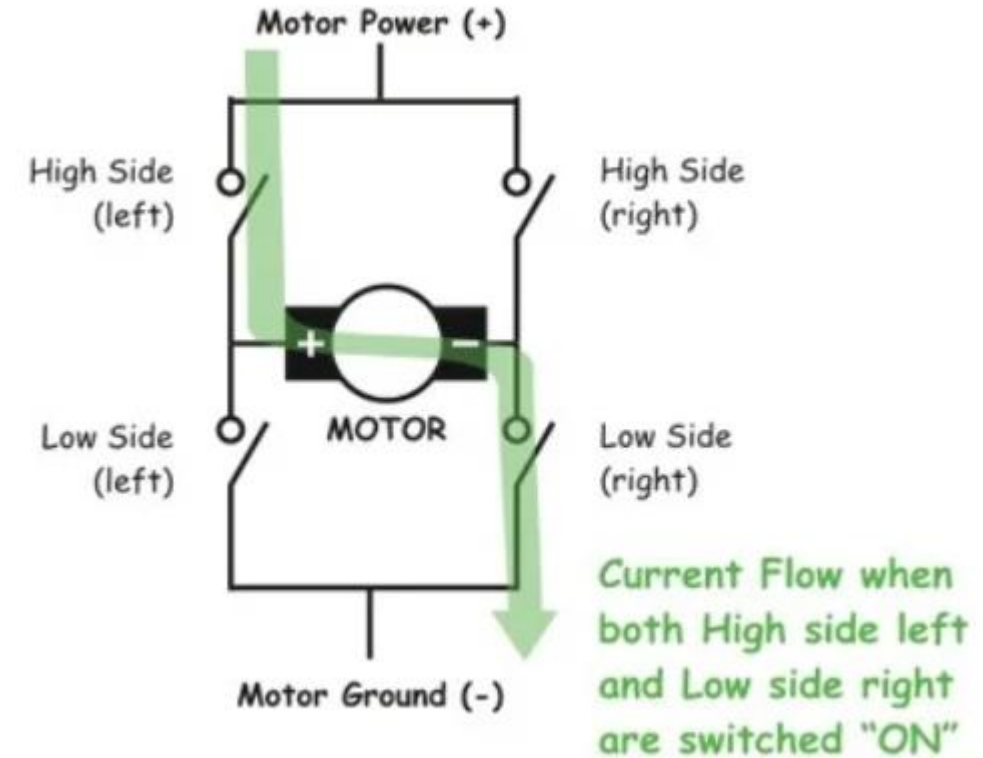 Motor Power (+)
High Side
(left)
High Side
(right)
+
−
MOTOR
Low Side
(left)
Low Side
(right)
Current Flow when
both High side left
and Low side right
are switched “ON”
Motor Ground (-)